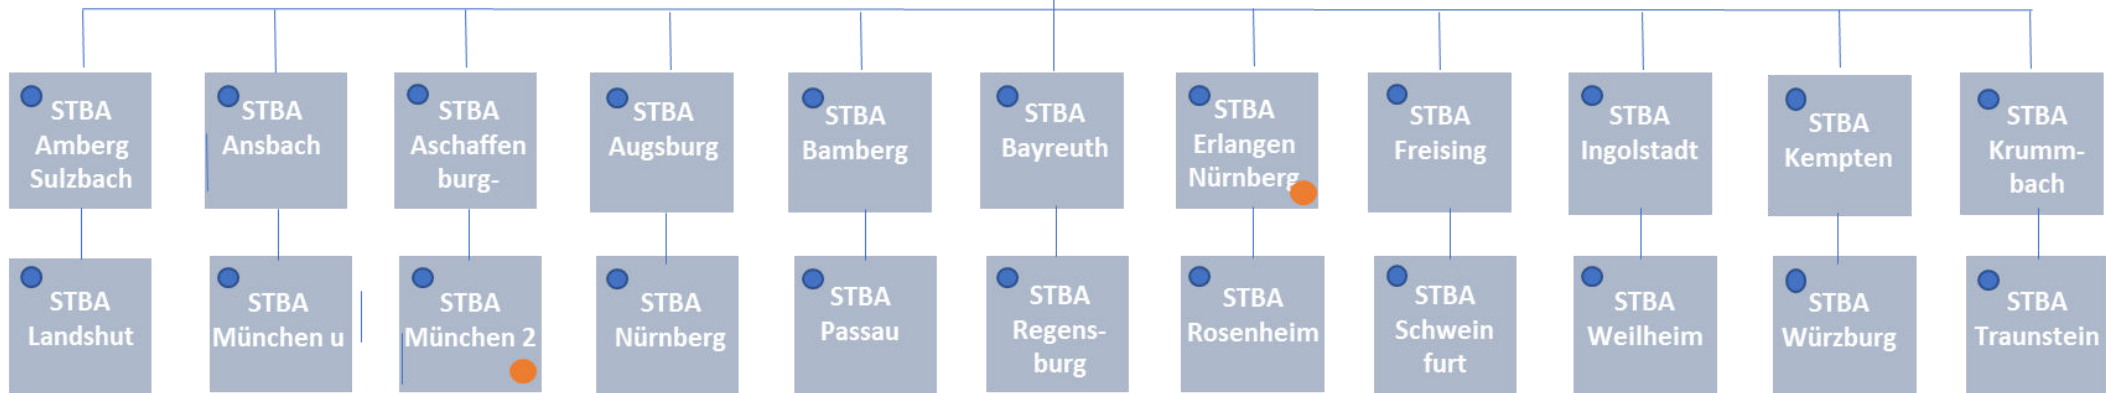 STBA
Amberg
Sulzbach
STBA
Ansbach
STBA
Aschaffen
burg-
STBA
Augsburg
STBA
Bamberg
STBA
Bayreuth
STBA
Erlangen
Nürnberg
STBA
Freising
STBA
Ingolstadt
STBA
Kempten
STBA
Krumm-
bach
STBA
Landshut
STBA
München u
STBA
München 2
STBA
Nürnberg
STBA
Passau
STBA
Regens-
burg
STBA
Rosenheim
STBA
Schwein
furt
STBA
Weilheim
STBA
Würzburg
STBA
Traunstein